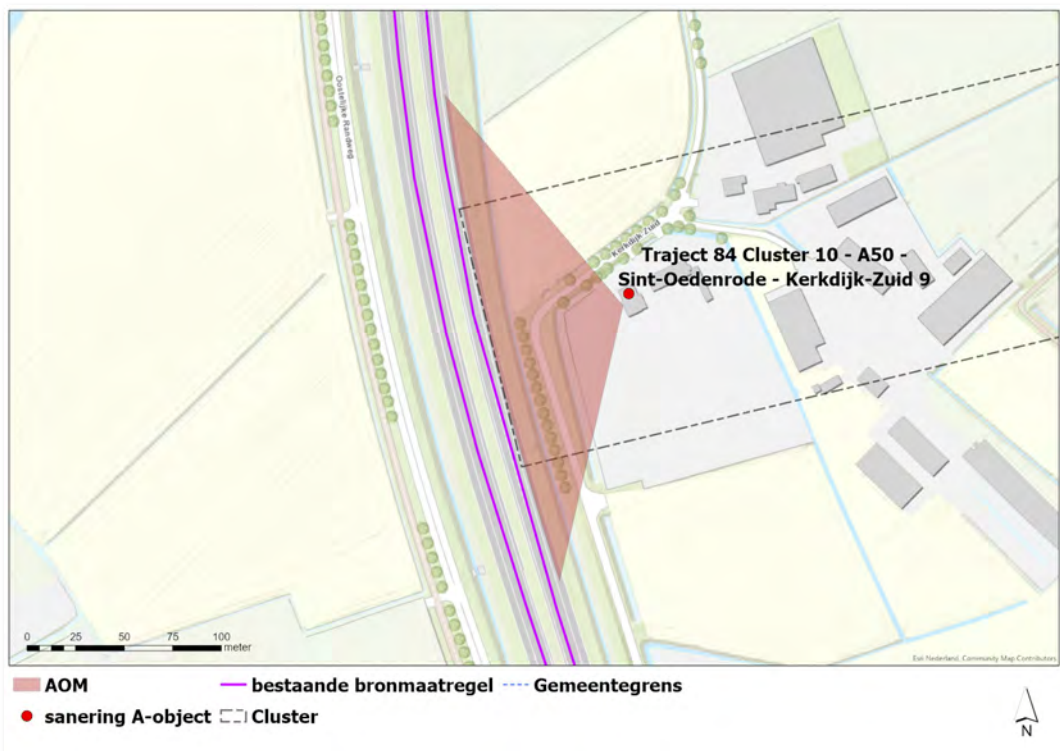 Oostelijke Randweg
Kerkdijk Zuid
Traject 84 Cluster 10 - A50 -
Sint-Oedenrode - Kerkdijk-Zuid 9
0 25 50 75 100
meter
Esri Nederland, Community Map Contributors
AOM bestaande bronmaatregel Gemeentegrens
sanering A-object Cluster
N